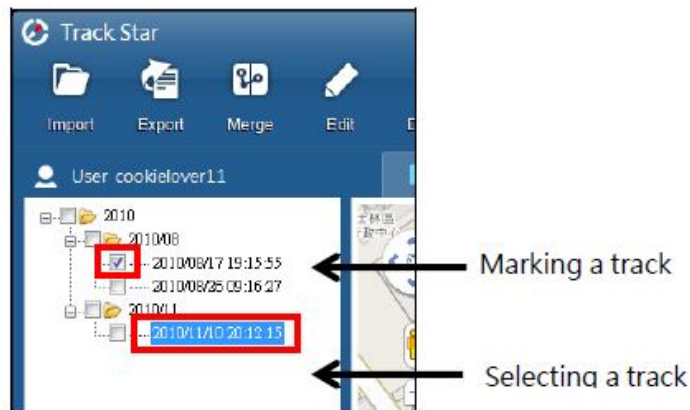 Track Star
Import Export Merge Edit
User cookielover11
2010
2010/08
2010/08/17 19:15:55
2010/08/26 09:16:27
2010/11
2010/11/10 20:12:15
Marking a track
Selecting a track